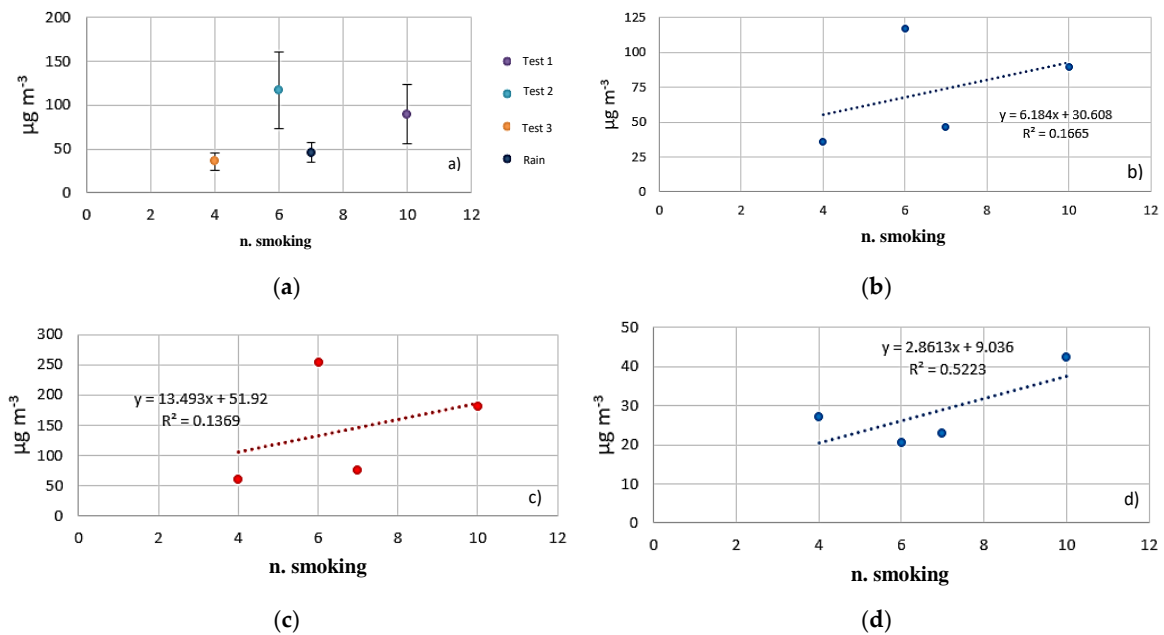 200
150
100
50
0
µg m⁻³
0 2 4 6 8 10 12
n. smoking
a)
Test 1
Test 2
Test 3
Rain
(a)
125
100
75
50
25
0
µg m⁻³
y = 6.184x + 30.608
R² = 0.1665
b)
0 2 4 6 8 10 12
n. smoking
(b)
300
250
200
150
100
50
0
µg m⁻³
y = 13.493x + 51.92
R² = 0.1369
c)
0 2 4 6 8 10 12
n. smoking
(c)
50
40
30
20
10
0
µg m⁻³
y = 2.8613x + 9.036
R² = 0.5223
d)
0 2 4 6 8 10 12
n. smoking
(d)